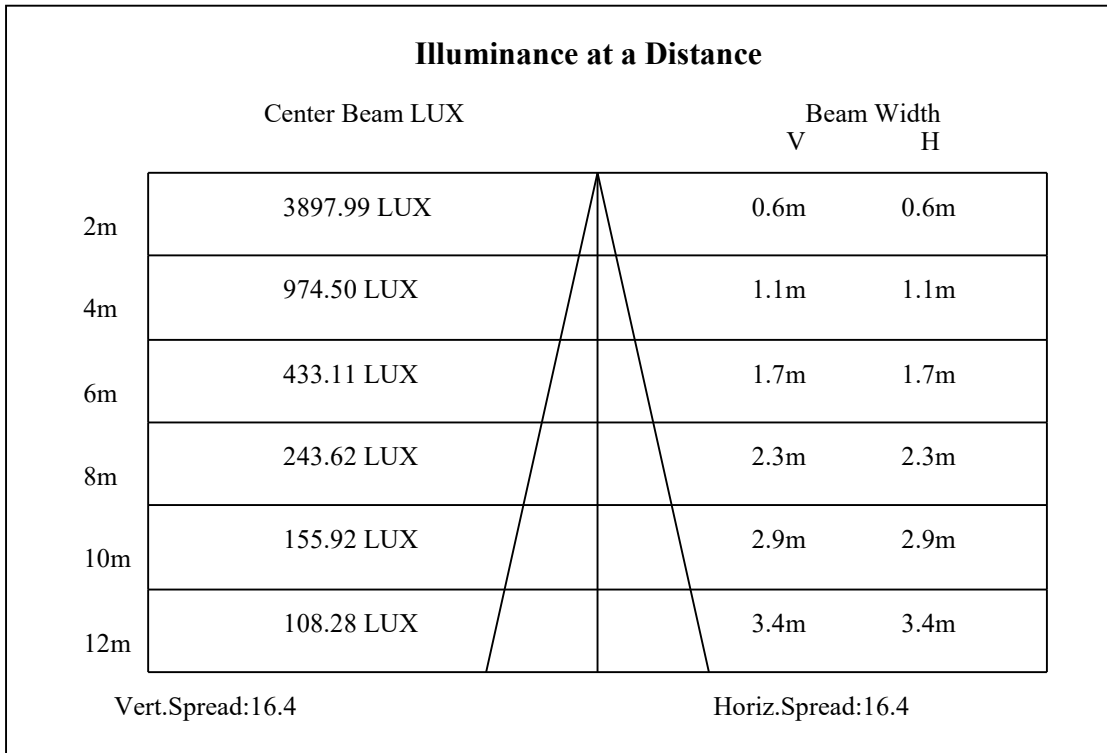 Illuminance at a Distance
Center Beam LUX Beam Width
V H
2m 3897.99 LUX 0.6m 0.6m
4m 974.50 LUX 1.1m 1.1m
6m 433.11 LUX 1.7m 1.7m
8m 243.62 LUX 2.3m 2.3m
10m 155.92 LUX 2.9m 2.9m
12m 108.28 LUX 3.4m 3.4m
Vert.Spread:16.4 Horiz.Spread:16.4